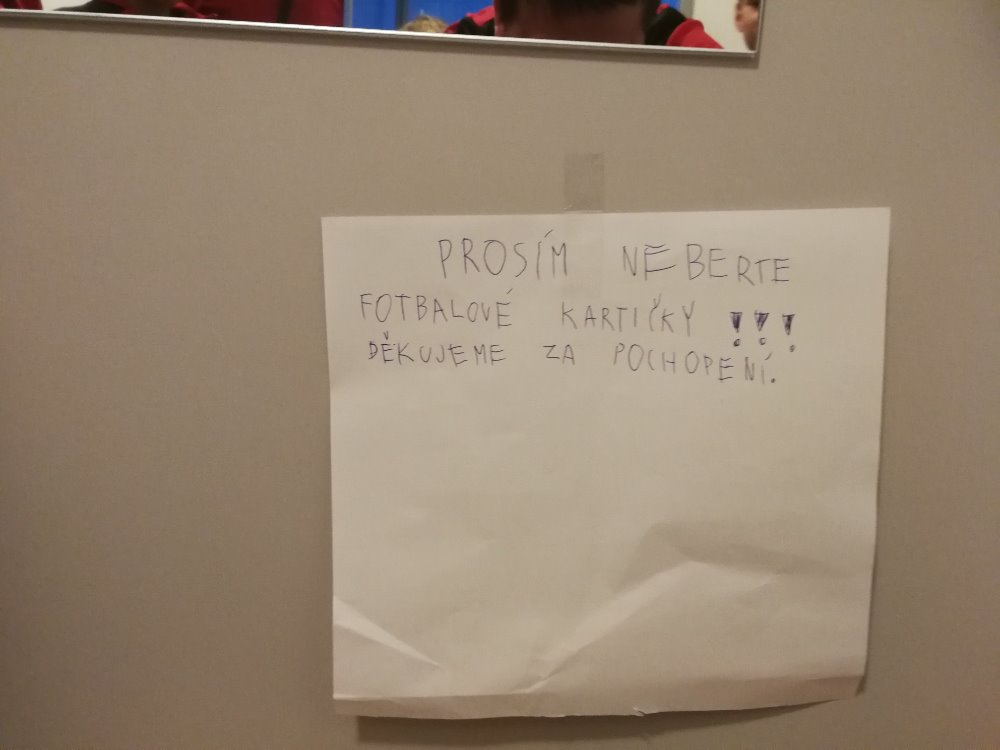 PROSÍM NEBERTE
FOTBALOVÉ KARTIČKY !!!
DĚKUJEME ZA POCHOPENÍ.